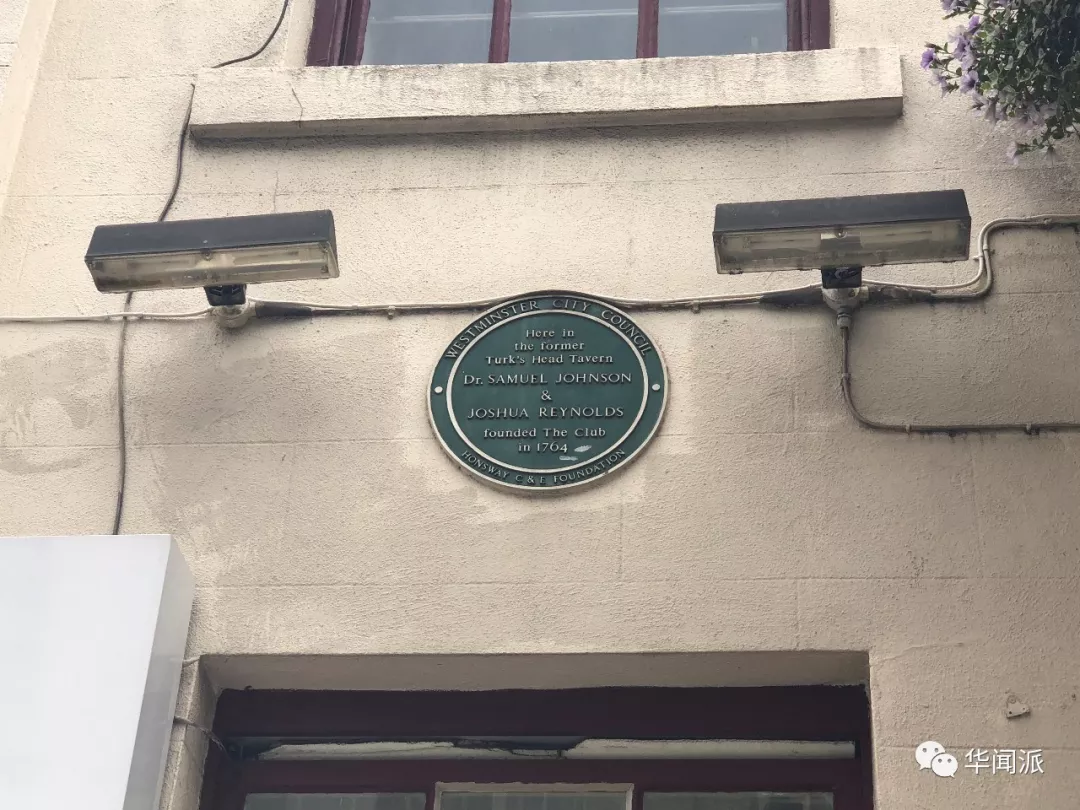 WESTMINSTER CITY COUNCIL
Here in
the former
Turk's Head Tavern
Dr. SAMUEL JOHNSON
&
JOSHUA REYNOLDS
founded The Club
in 1764
HONSWAY C & E FOUNDATION
华闻派